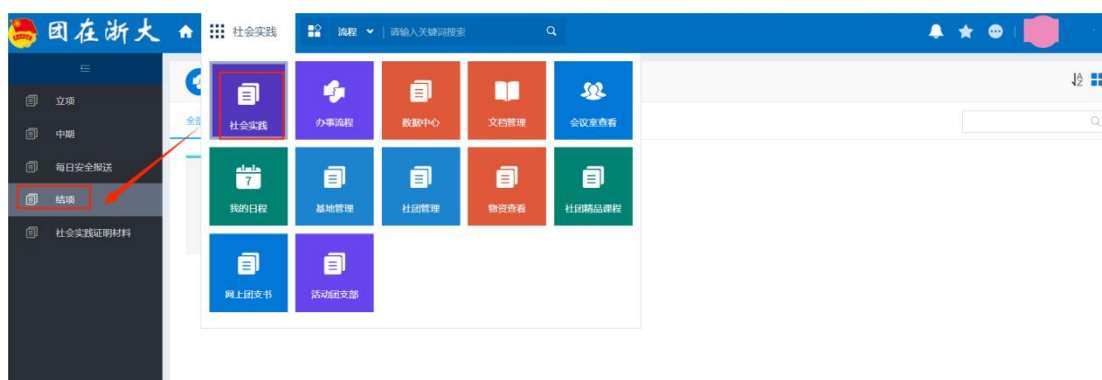 团在浙大
社会实践
流程
请输入关键词搜索
立项
中期
每日安全报送
结项
社会实践证明材料
社会实践
办事流程
数据中心
文档管理
会议室查看
7
我的日程
基地管理
社团管理
物资查看
社团精品课程
网上团支书
活动团支部